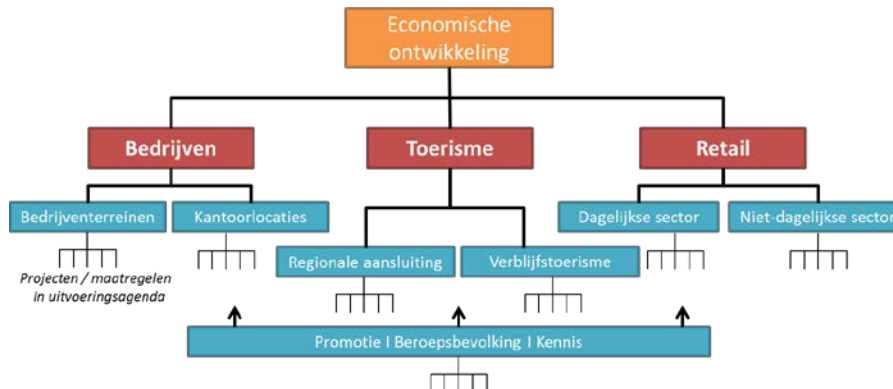 Economische
ontwikkeling
Bedrijven
Toerisme
Retail
Bedrijventerreinen
Kantoorlocaties
Dagelijkse sector
Niet-dagelijkse sector
Regionale aansluiting
Verblijfstoerisme
Projecten / maatregelen
in uitvoeringsagenda
Promotie I Beroepsbevolking I Kennis